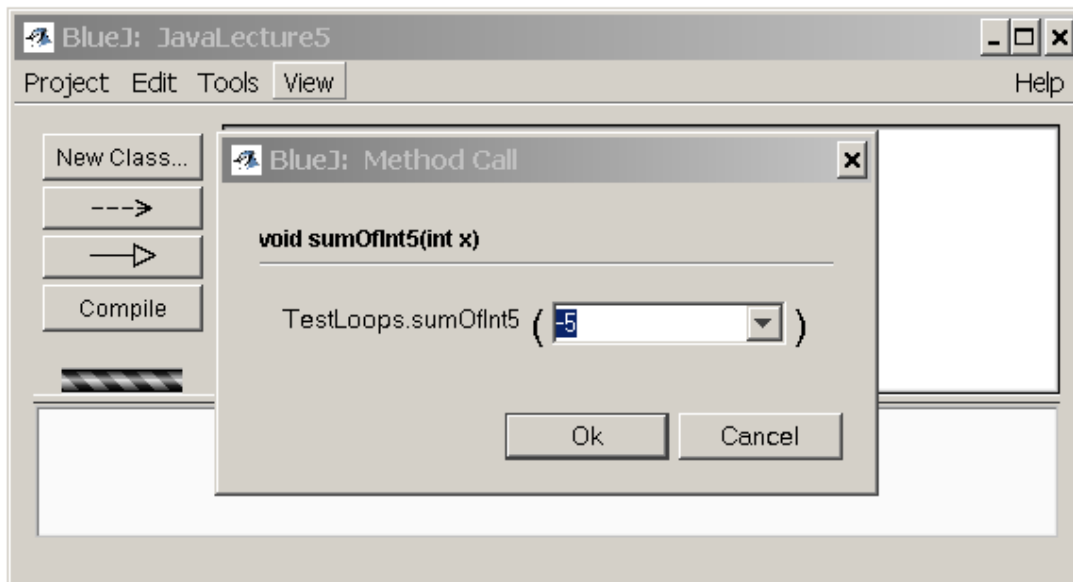 BlueJ: JavaLecture5
Project Edit Tools View Help
New Class...
BlueJ: Method Call
void sumOfInt5(int x)
TestLoops.sumOfInt5 ( -5 )
Compile
Ok Cancel